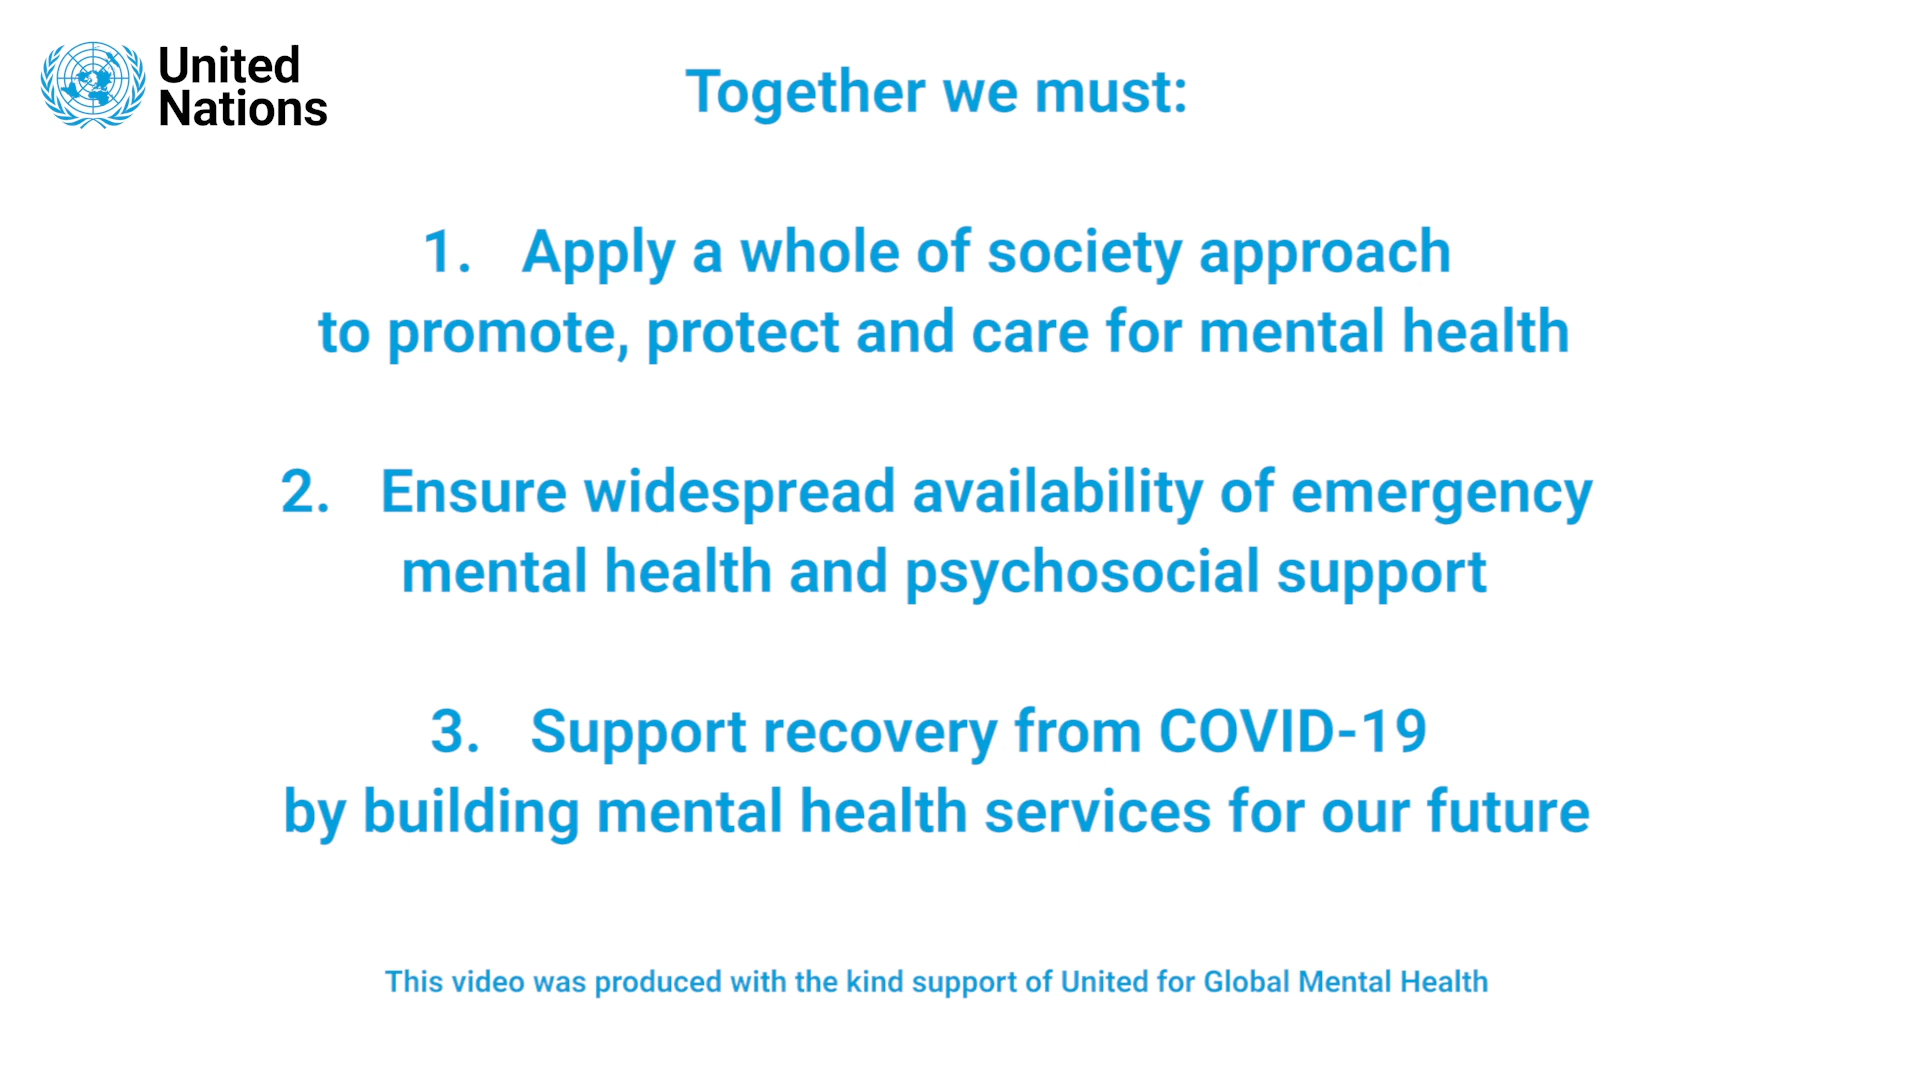 United
Nations
Together we must:
1. Apply a whole of society approach
to promote, protect and care for mental health
2. Ensure widespread availability of emergency
mental health and psychosocial support
3. Support recovery from COVID-19
by building mental health services for our future
This video was produced with the kind support of United for Global Mental Health